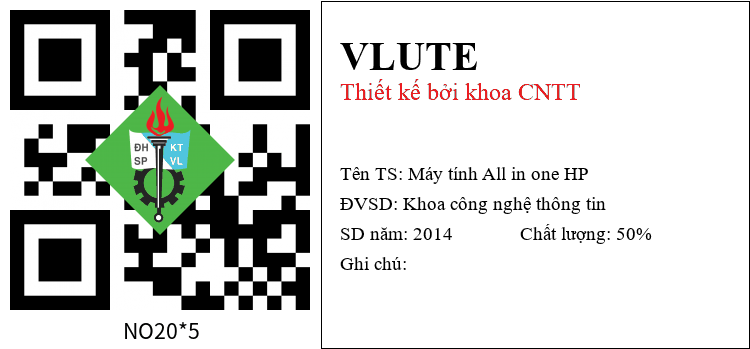 ĐH KT
SP VL
NO20*5
VLUTE
Thiết kế bởi khoa CNTT
Tên TS: Máy tính All in one HP
ĐVSD: Khoa công nghệ thông tin
SD năm: 2014 Chất lượng: 50%
Ghi chú: